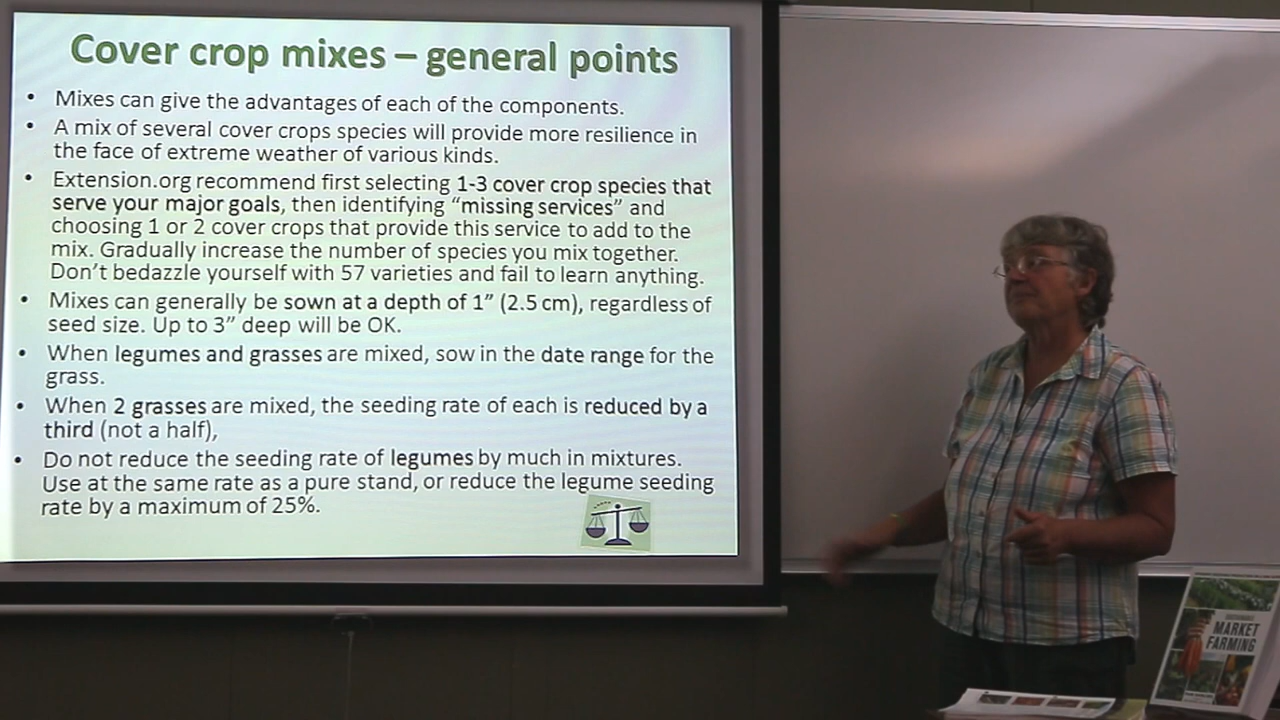 Cover crop mixes – general points
• Mixes can give the advantages of each of the components.
• A mix of several cover crops species will provide more resilience in
the face of extreme weather of various kinds.
• Extension.org recommend first selecting 1-3 cover crop species that
serve your major goals, then identifying “missing services” and
choosing 1 or 2 cover crops that provide this service to add to the
mix. Gradually increase the number of species you mix together.
Don’t bedazzle yourself with 57 varieties and fail to learn anything.
• Mixes can generally be sown at a depth of 1” (2.5 cm), regardless of
seed size. Up to 3” deep will be OK.
• When legumes and grasses are mixed, sow in the date range for the
grass.
• When 2 grasses are mixed, the seeding rate of each is reduced by a
third (not a half),
• Do not reduce the seeding rate of legumes by much in mixtures.
Use at the same rate as a pure stand, or reduce the legume seeding
rate by a maximum of 25%.
MARKET
FARMING